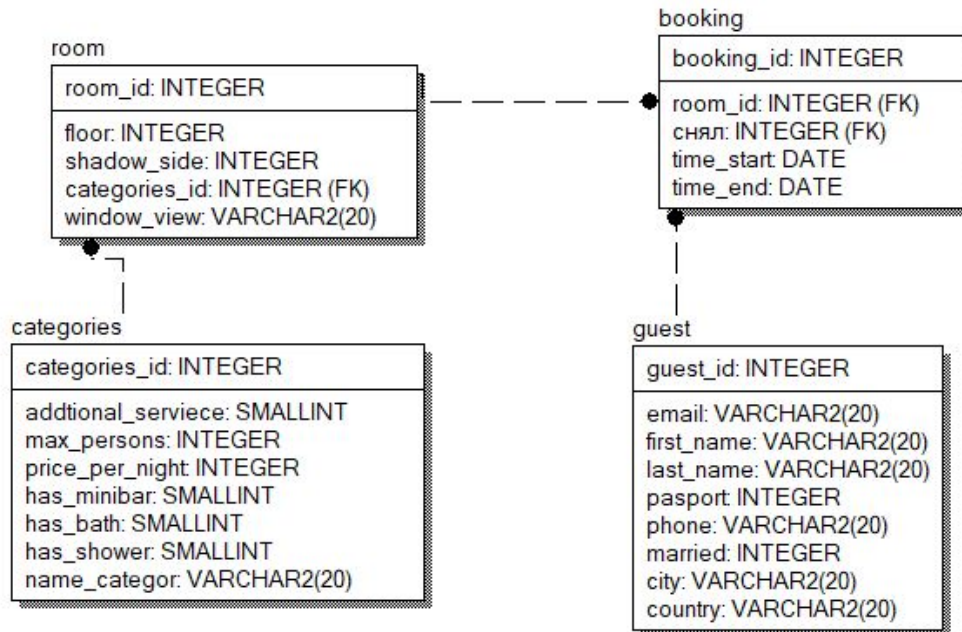 room
room_id: INTEGER
floor: INTEGER
shadow_side: INTEGER
categories_id: INTEGER (FK)
window_view: VARCHAR2(20)
booking
booking_id: INTEGER
room_id: INTEGER (FK)
снял: INTEGER (FK)
time_start: DATE
time_end: DATE
categories
categories_id: INTEGER
addtional_serviece: SMALLINT
max_persons: INTEGER
price_per_night: INTEGER
has_minibar: SMALLINT
has_bath: SMALLINT
has_shower: SMALLINT
name_categor: VARCHAR2(20)
guest
guest_id: INTEGER
email: VARCHAR2(20)
first_name: VARCHAR2(20)
last_name: VARCHAR2(20)
pasport: INTEGER
phone: VARCHAR2(20)
married: INTEGER
city: VARCHAR2(20)
country: VARCHAR2(20)